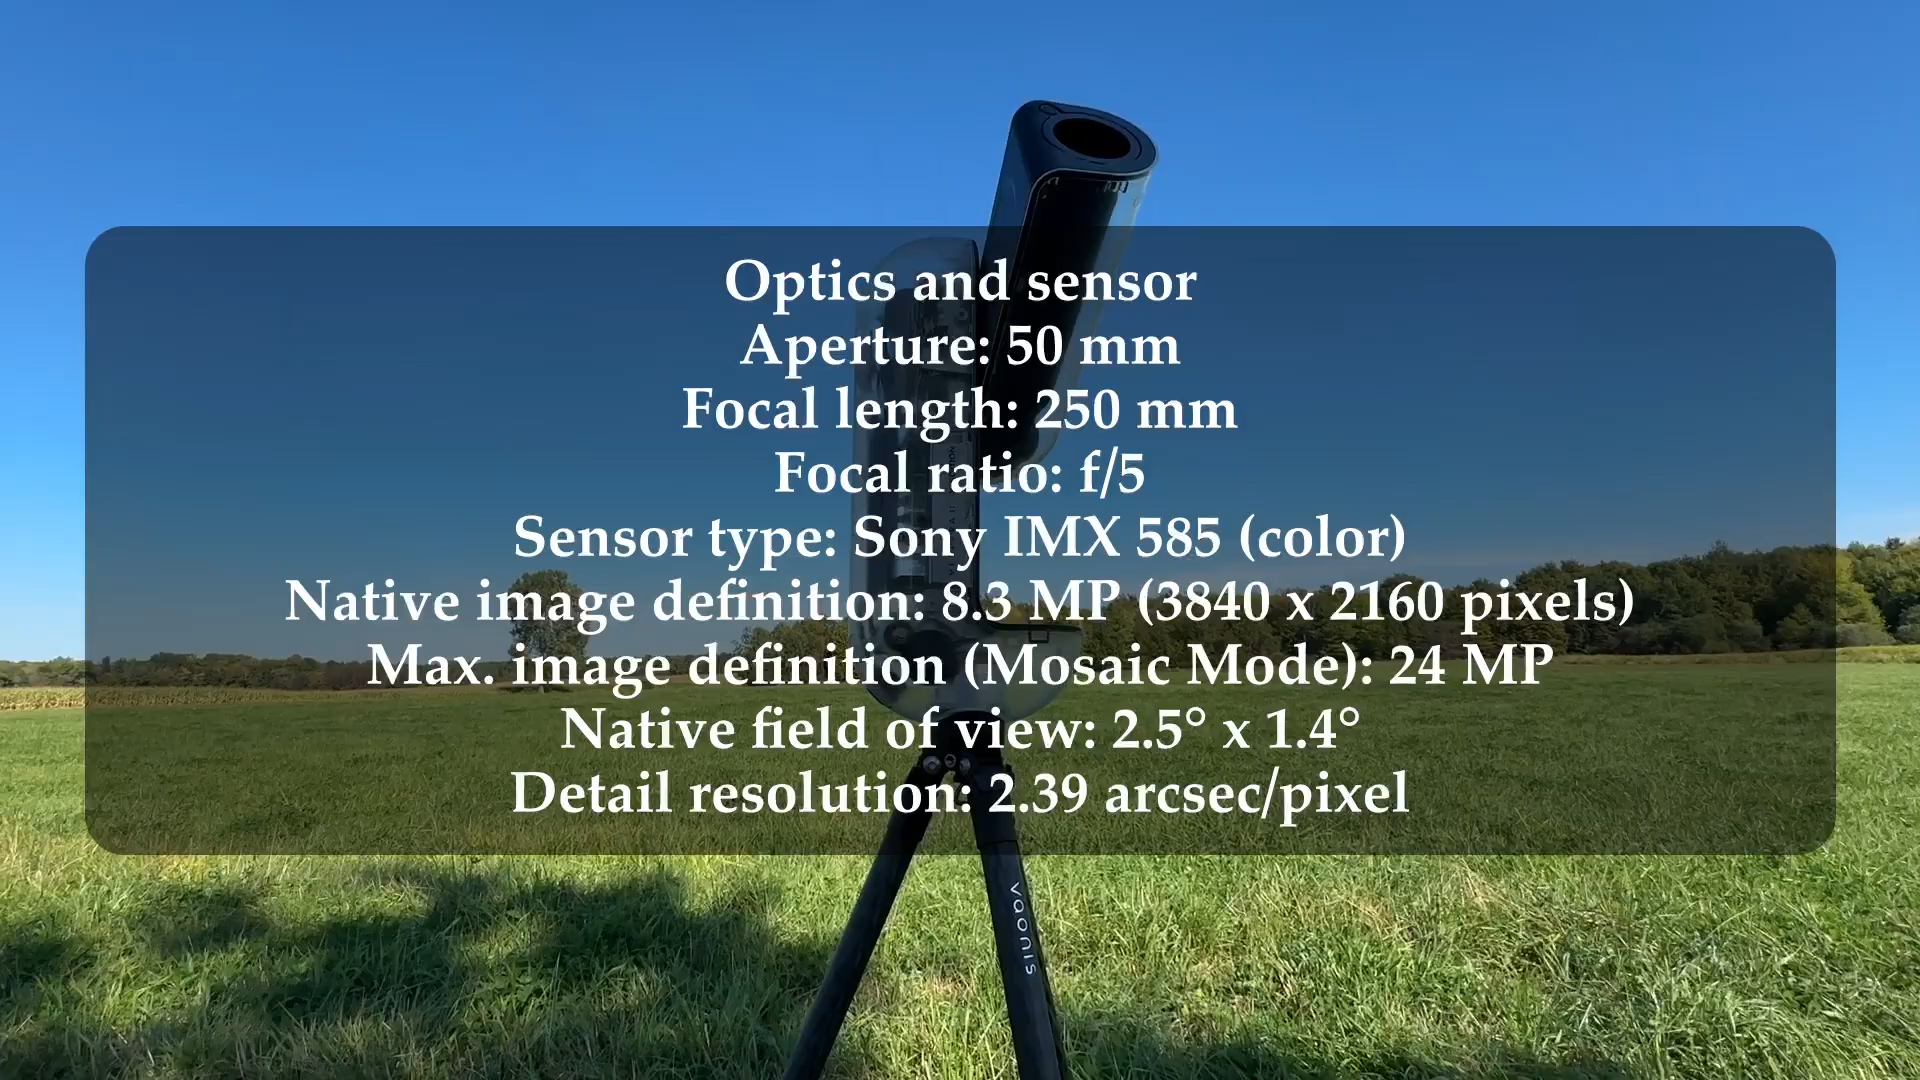 Optics and sensor
Aperture: 50 mm
Focal length: 250 mm
Focal ratio: f/5
Sensor type: Sony IMX 585 (color)
Native image definition: 8.3 MP (3840 x 2160 pixels)
Max. image definition (Mosaic Mode): 24 MP
Native field of view: 2.5° x 1.4°
Detail resolution: 2.39 arcsec/pixel
vaonis